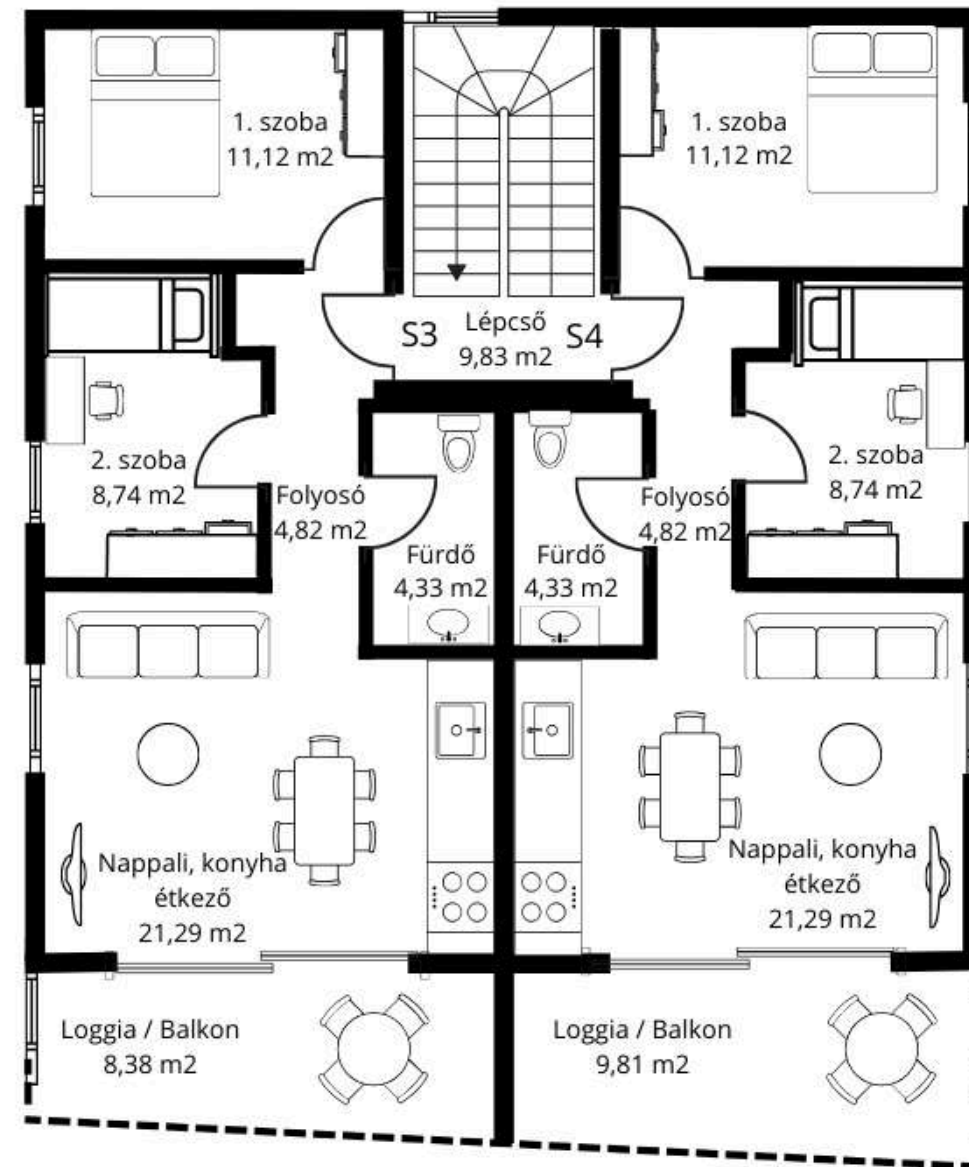 1. szoba
11,12 m2
1. szoba
11,12 m2
S3
Lépcső
9,83 m2
S4
2. szoba
8,74 m2
2. szoba
8,74 m2
Folyosó
4,82 m2
Folyosó
4,82 m2
Fürdő
4,33 m2
Fürdő
4,33 m2
Nappali, konyha
étkező
21,29 m2
Nappali, konyha
étkező
21,29 m2
Loggia / Balkon
8,38 m2
Loggia / Balkon
9,81 m2